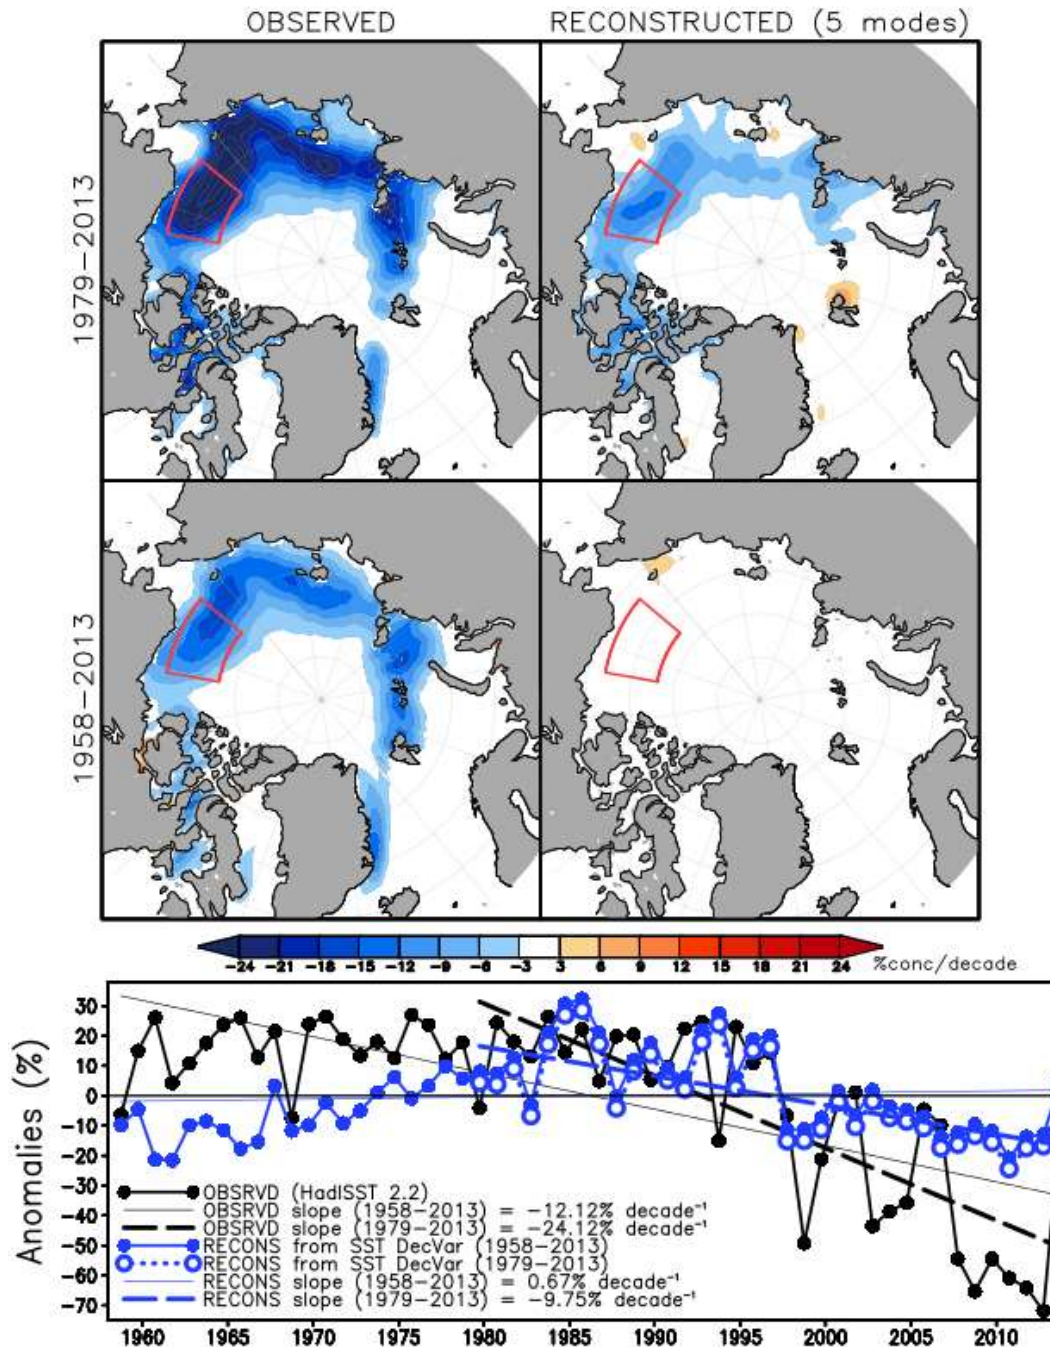 OBSERVED
RECONSTRUCTED (5 modes)
1979-2013
1958-2013
-24 -21 -18 -15 -12 -9 -6 -3 3 6 9 12 15 18 21 24 %conc/decade
Anomalies (%)
30
20
10
0
-10
-20
-30
-40
-50
-60
-70
OBSRVD (HadISST 2.2)
OBSRVD slope (1958-2013) = -12.12% decade⁻¹
OBSRVD slope (1979-2013) = -24.12% decade⁻¹
RECONS from SST DecVar (1958-2013)
RECONS from SST DecVar (1979-2013)
RECONS slope (1958-2013) = 0.67% decade⁻¹
RECONS slope (1979-2013) = -9.75% decade⁻¹
1960 1965 1970 1975 1980 1985 1990 1995 2000 2005 2010